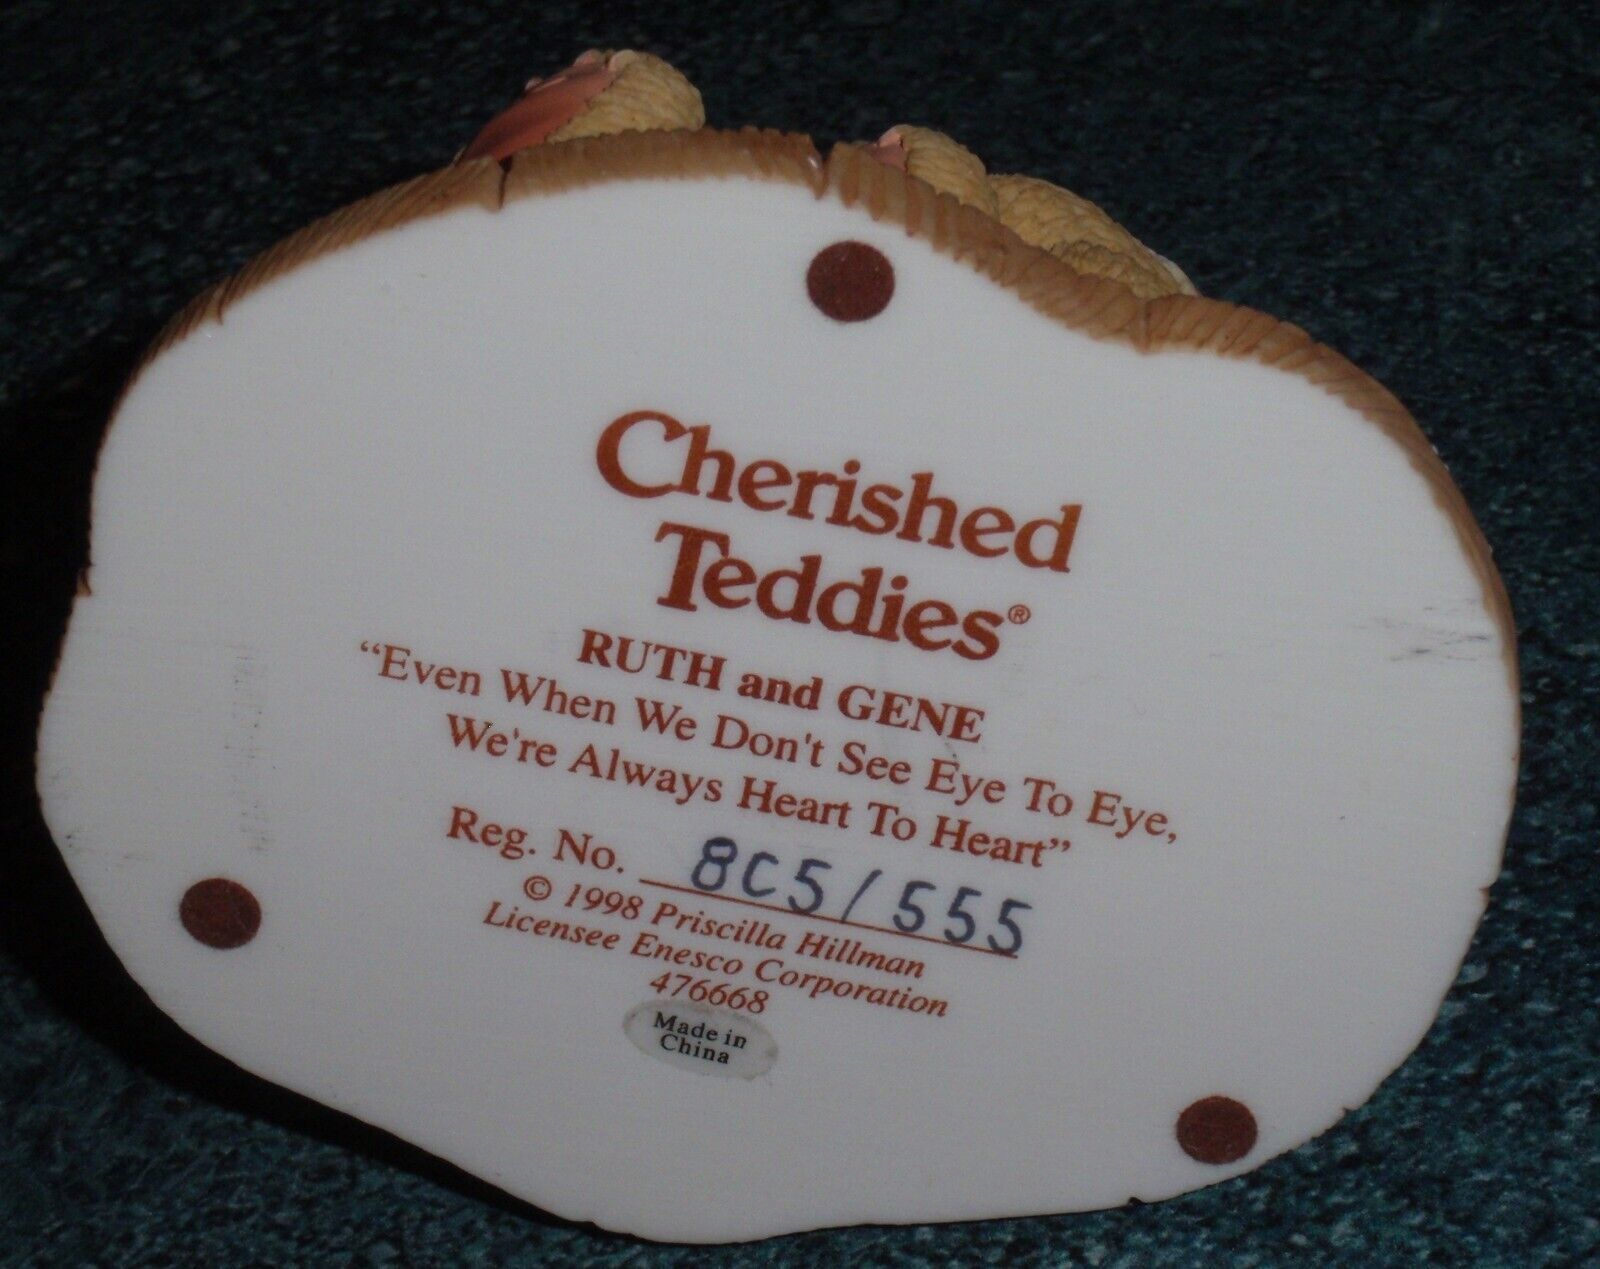 Cherished
Teddies®
RUTH and GENE
“Even When We Don't See Eye To Eye,
We're Always Heart To Heart”
Reg. No. 8C5/555
© 1998 Priscilla Hillman
Licensee Enesco Corporation
476668
Made in
China